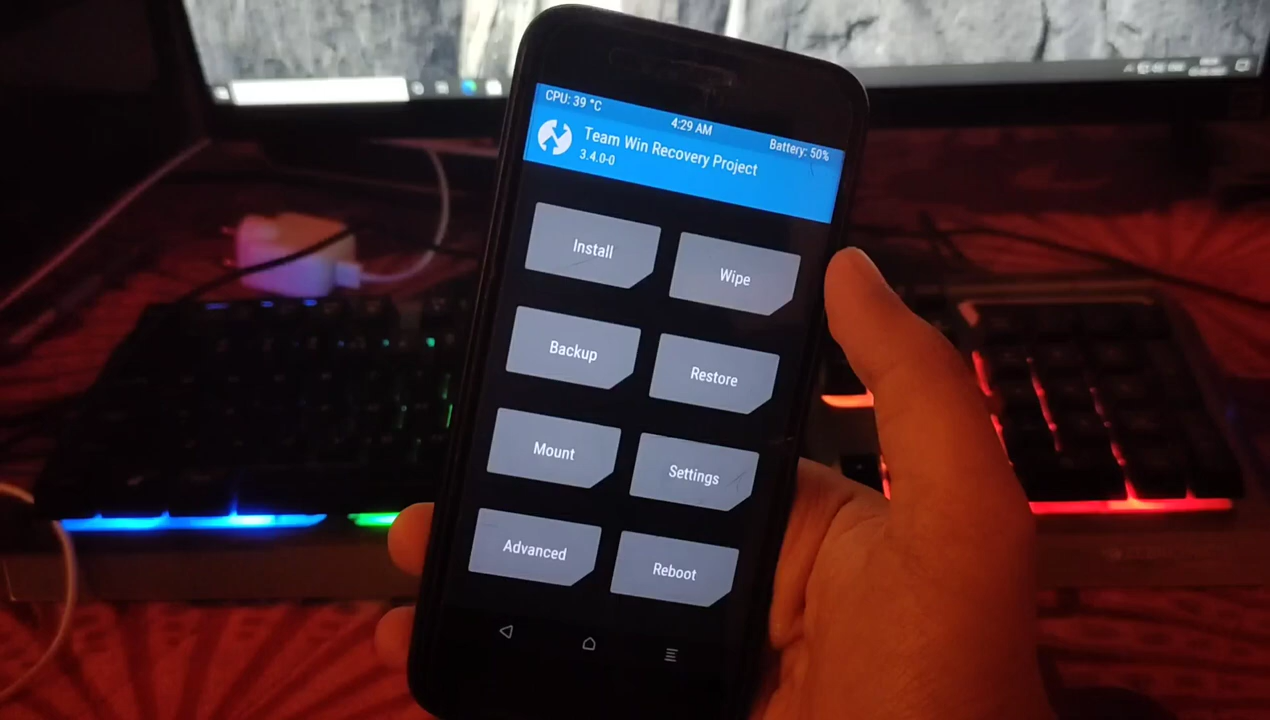 CPU: 39 °C
4:29 AM
Battery: 50%
Team Win Recovery Project
3.4.0-0
Install
Wipe
Backup
Restore
Mount
Settings
Advanced
Reboot